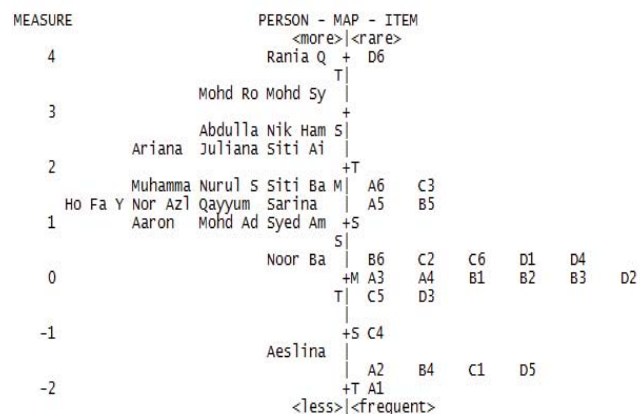 MEASURE PERSON - MAP - ITEM
<more>|<rare>
4 Rania Q + D6
T|
Mohd Ro Mohd Sy |
3 +
Abdulla Nik Ham S|
Ariana Juliana Siti Ai |
2 +T
Muhamma Nurul S Siti Ba M| A6 C3
Ho Fa Y Nor Azl Qayyum Sarina | A5 B5
1 Aaron Mohd Ad Syed Am +S
S|
Noor Ba | B6 C2 C6 D1 D4
0 +M A3 A4 B1 B2 B3 D2
T| C5 D3
|
-1 +S C4
Aeslina |
| A2 B4 C1 D5
-2 +T A1
<less>|<frequent>